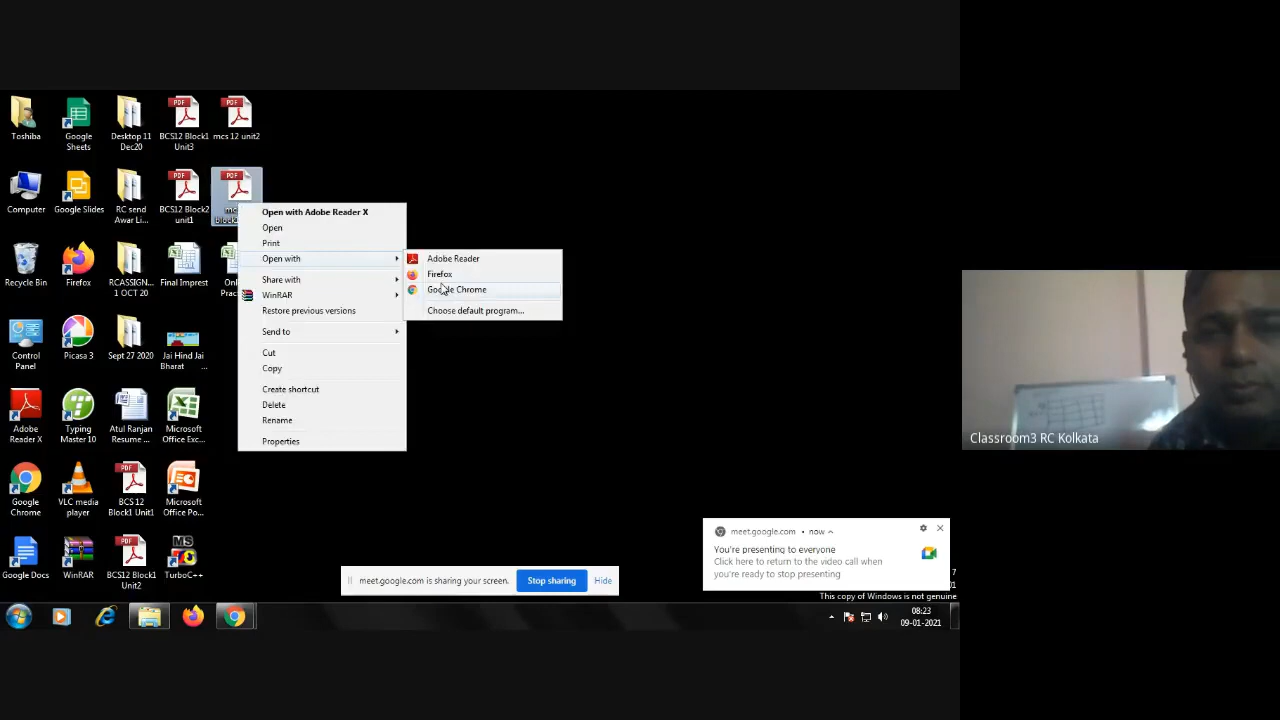 Toshiba
Google
Sheets
Desktop 11
Dec20
BCS12 Block1
Unit3
mcs 12 unit2
Computer
Google Slides
RC send
Awar Li...
BCS12 Block2
unit1
Recycle Bin
Firefox
RCASSIGN...
1 OCT 20
Final Imprest
Control
Panel
Picasa 3
Sept 27 2020
Jai Hind Jai
Bharat ...
Adobe
Reader X
Typing
Master 10
Atul Ranjan
Resume ...
Microsoft
Office Exc...
Google
Chrome
VLC media
player
BCS 12
Block1 Unit1
Microsoft
Office Po...
Google Docs
WinRAR
BCS12 Block1
Unit2
TurboC++
Open with Adobe Reader X
Open
Print
Open with
Share with
WinRAR
Restore previous versions
Send to
Cut
Copy
Create shortcut
Delete
Rename
Properties
Adobe Reader
Firefox
Google Chrome
Choose default program...
Classroom3 RC Kolkata
meet.google.com • now
You're presenting to everyone
Click here to return to the video call when
you're ready to stop presenting
meet.google.com is sharing your screen.
Stop sharing
Hide
This copy of Windows is not genuine
08:23
09-01-2021